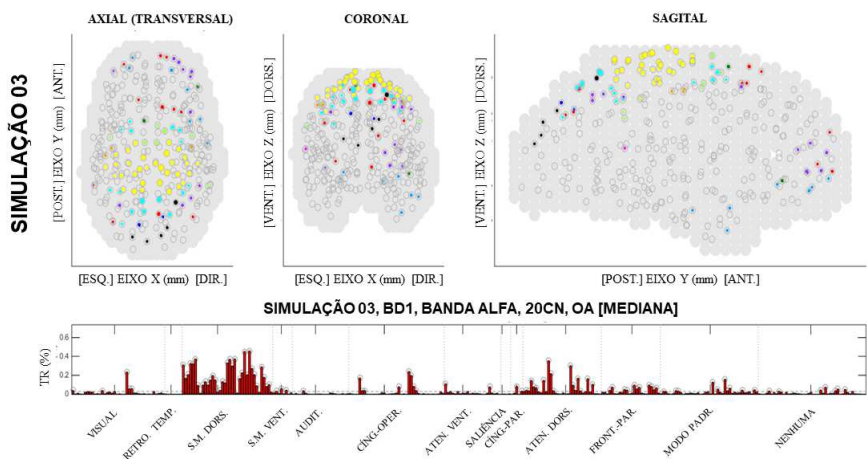 AXIAL (TRANSVERSAL)
CORONAL
SAGITAL
SIMULAÇÃO 03
[POST.] EIXO Y (mm) [ANT.]
[VENT.] EIXO Z (mm) [DORS.]
[VENT.] EIXO Z (mm) [DORS.]
[ESQ.] EIXO X (mm) [DIR.]
[ESQ.] EIXO X (mm) [DIR.]
[POST.] EIXO Y (mm) [ANT.]
SIMULAÇÃO 03, BD1, BANDA ALFA, 20CN, OA [MEDIANA]
TR (%)
0.6
0.4
0.2
0
VISUAL
RETRO. TEMP.
S.M. DORS.
S.M. VENT.
AUDIT.
CÍNG-OPER.
ATEN. VENT.
SALIÊNCIA
CÍNG-PAR.
ATEN. DORS.
FRONT.-PAR.
MODO PADR.
NENHUMA